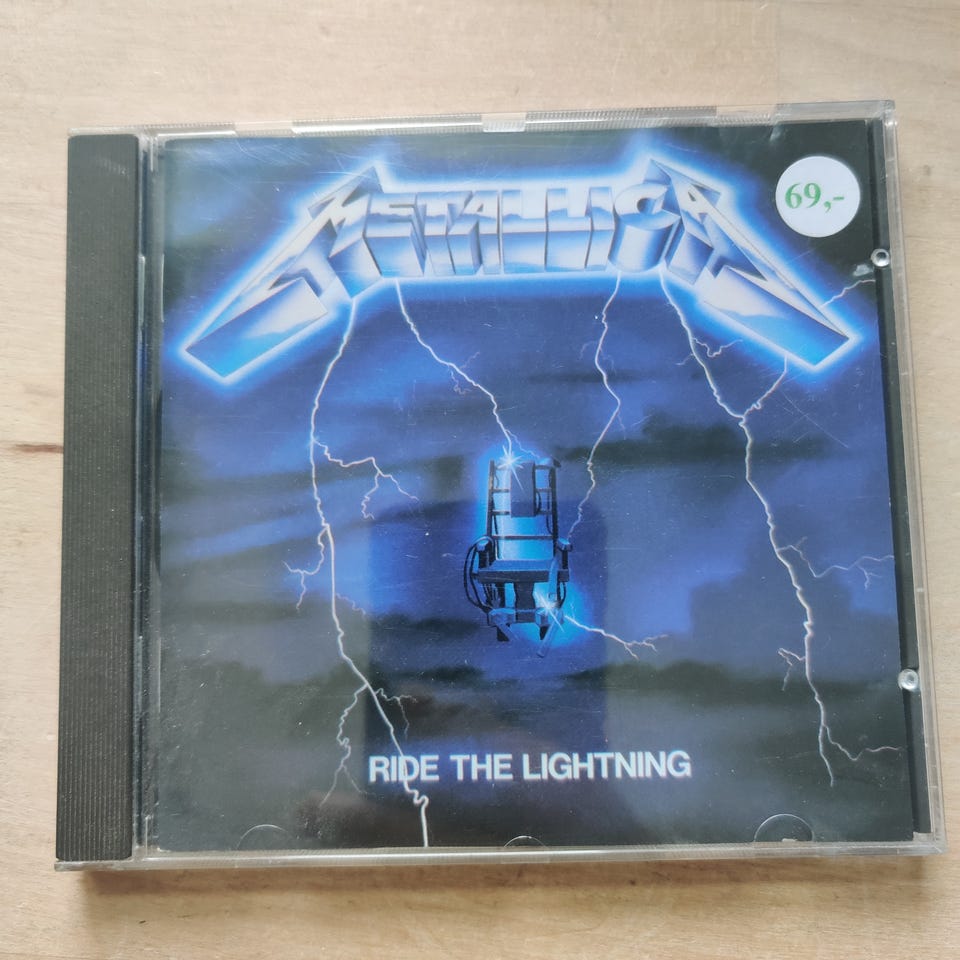 METALLICA
69,-
RIDE THE LIGHTNING